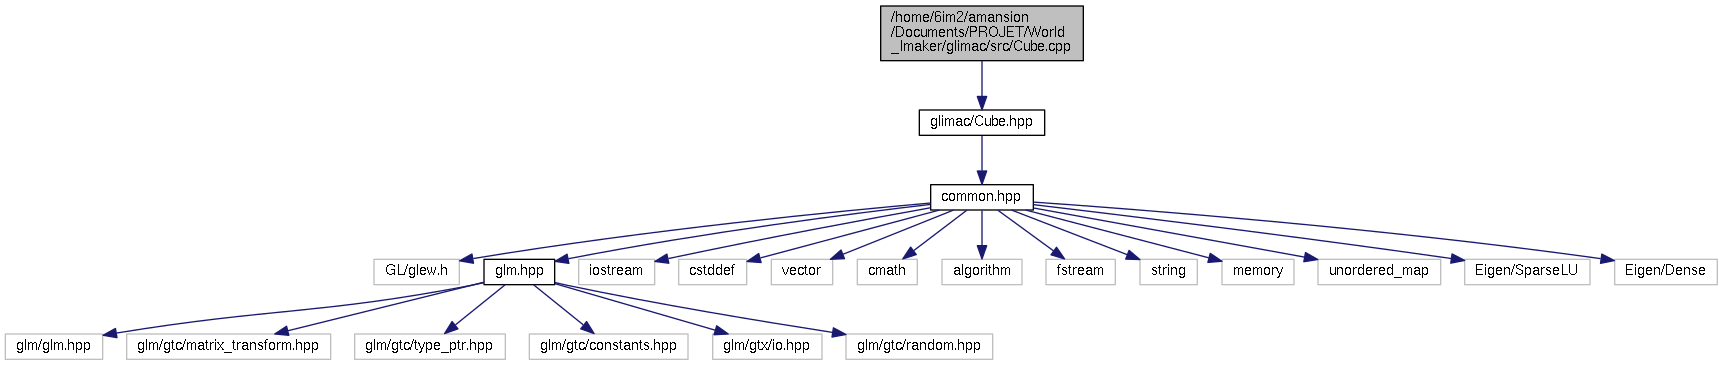 /home/6im2/amansion
/Documents/PROJET/World
_Imaker/glimac/src/Cube.cpp
glimac/Cube.hpp
common.hpp
GL/glew.h
glm.hpp
iostream
cstddef
vector
cmath
algorithm
fstream
string
memory
unordered_map
Eigen/SparseLU
Eigen/Dense
glm/glm.hpp
glm/gtc/matrix_transform.hpp
glm/gtc/type_ptr.hpp
glm/gtc/constants.hpp
glm/gtx/io.hpp
glm/gtc/random.hpp